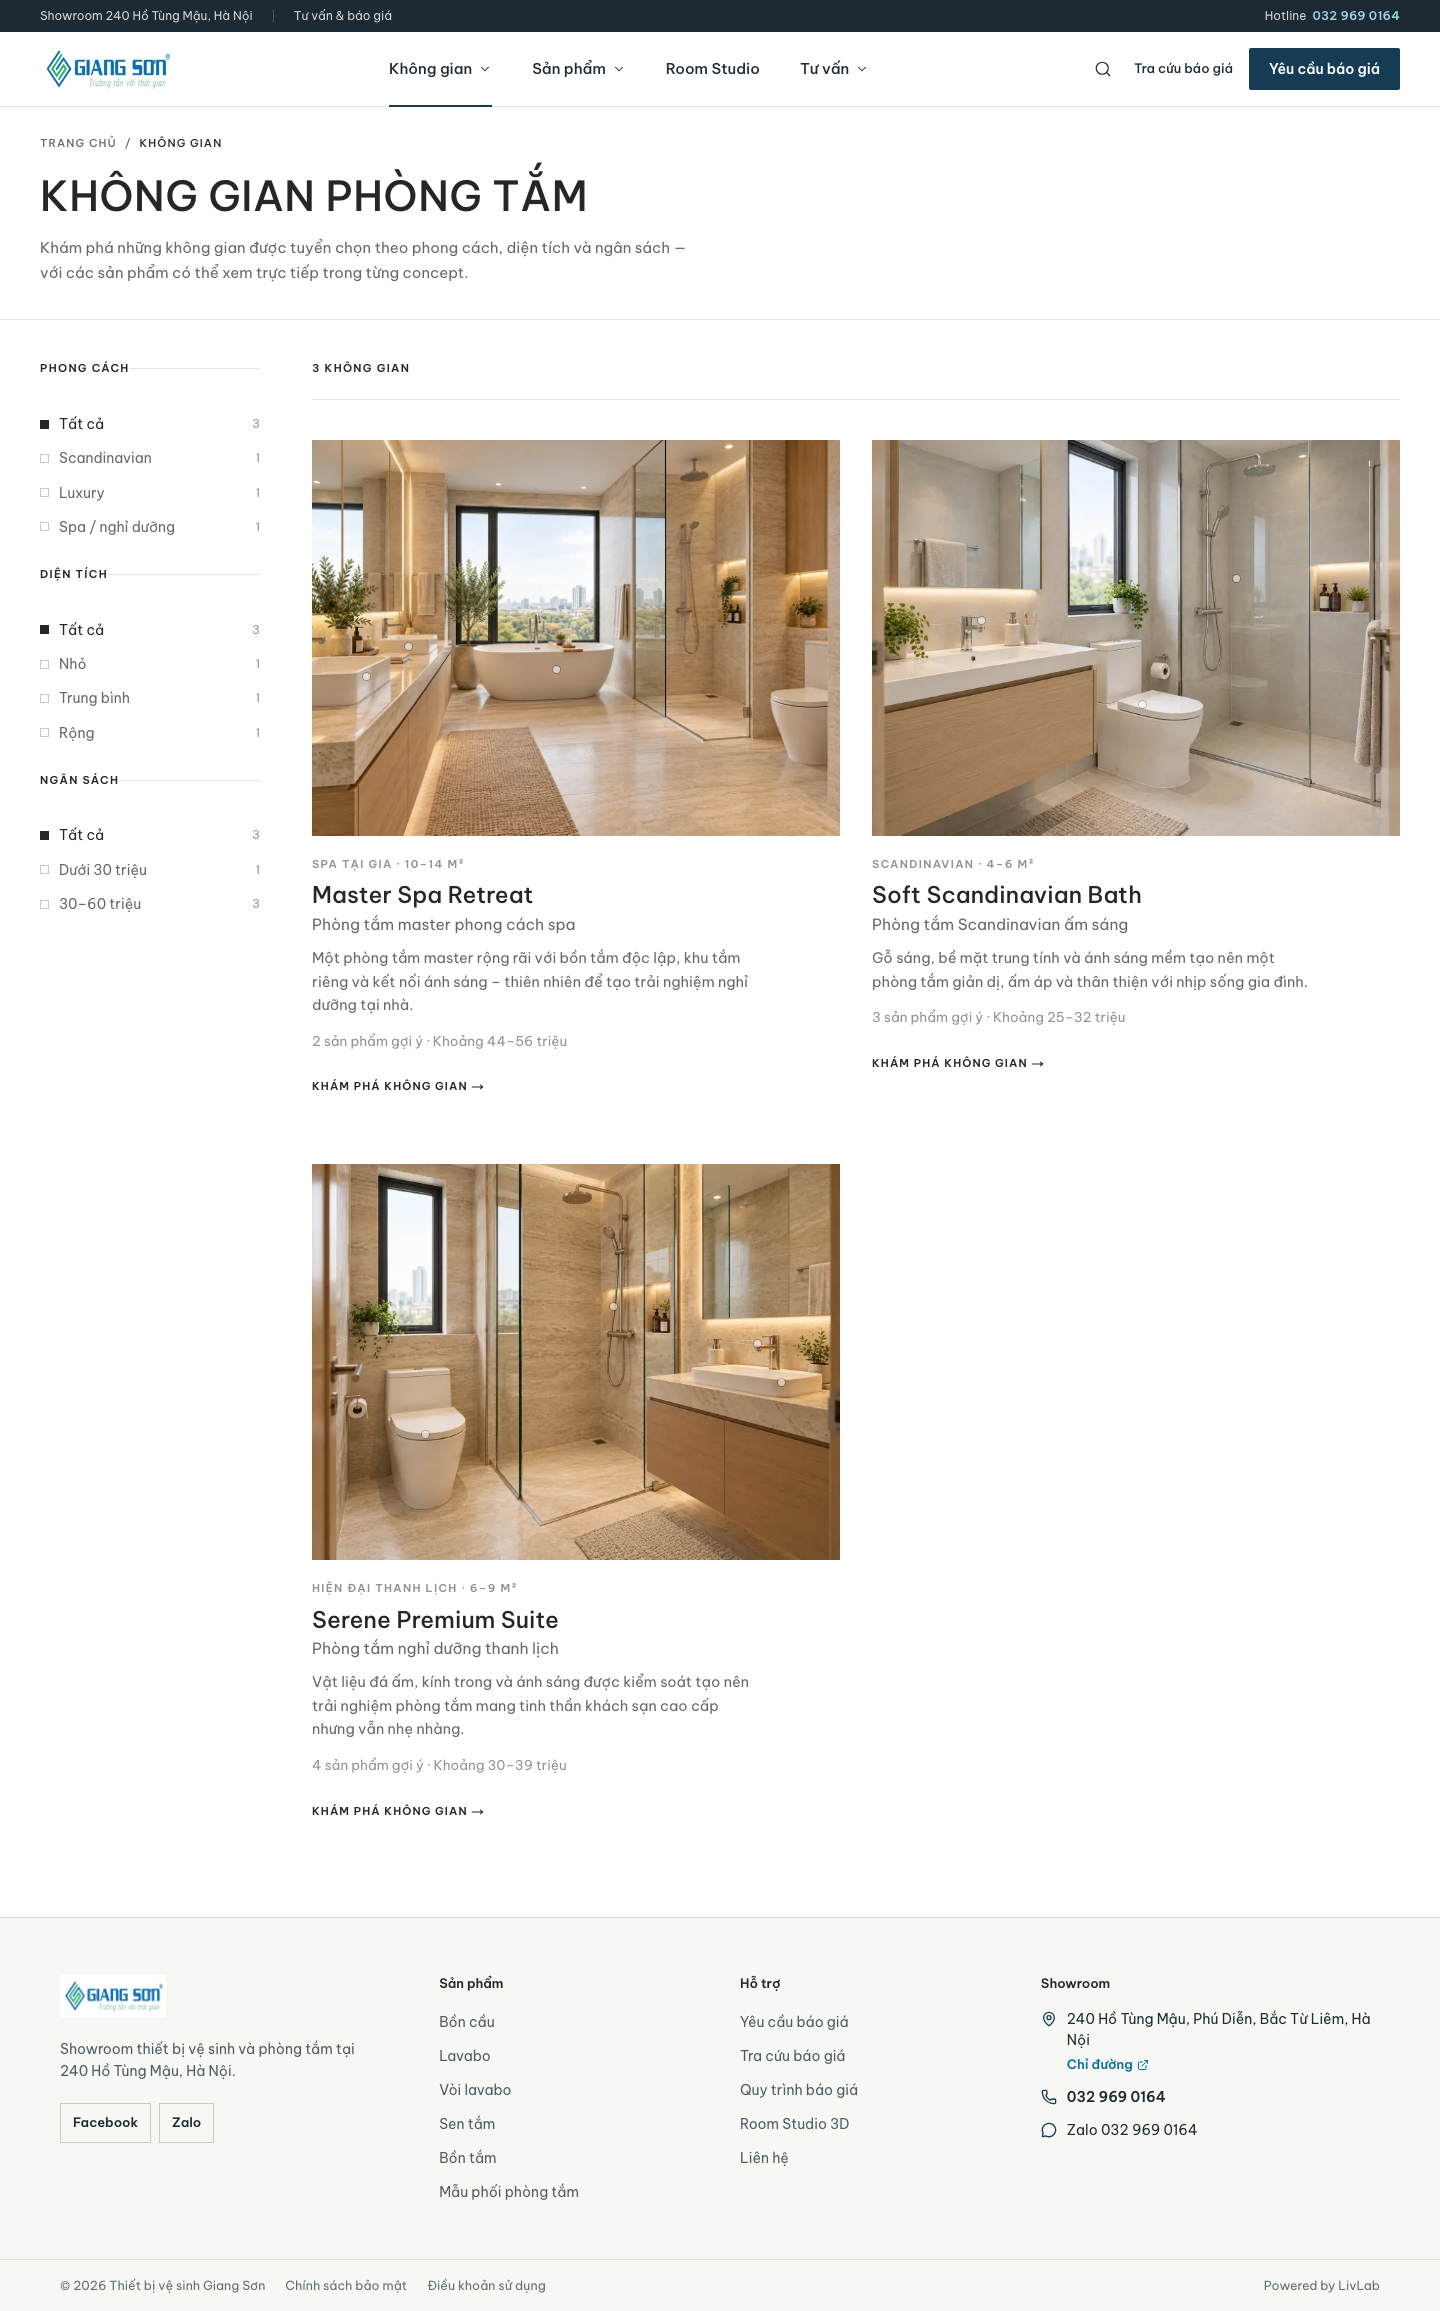 Showroom 240 Hồ Tùng Mậu, Hà Nội
Tư vấn & báo giá
Hotline 032 969 0164
GIANG SƠN
Trường tồn với thời gian
Không gian
Sản phẩm
Room Studio
Tư vấn
Tra cứu báo giá
Yêu cầu báo giá
TRANG CHỦ / KHÔNG GIAN
KHÔNG GIAN PHÒNG TẮM
Khám phá những không gian được tuyển chọn theo phong cách, diện tích và ngân sách —
với các sản phẩm có thể xem trực tiếp trong từng concept.
PHONG CÁCH
Tất cả 3
Scandinavian 1
Luxury 1
Spa / nghỉ dưỡng 1
DIỆN TÍCH
Tất cả 3
Nhỏ 1
Trung bình 1
Rộng 1
NGÂN SÁCH
Tất cả 3
Dưới 30 triệu 1
30–60 triệu 3
3 KHÔNG GIAN
SPA TẠI GIA · 10–14 M²
Master Spa Retreat
Phòng tắm master phong cách spa
Một phòng tắm master rộng rãi với bồn tắm độc lập, khu tắm
riêng và kết nối ánh sáng – thiên nhiên để tạo trải nghiệm nghỉ
dưỡng tại nhà.
2 sản phẩm gợi ý · Khoảng 44–56 triệu
KHÁM PHÁ KHÔNG GIAN →
SCANDINAVIAN · 4–6 M²
Soft Scandinavian Bath
Phòng tắm Scandinavian ấm sáng
Gỗ sáng, bề mặt trung tính và ánh sáng mềm tạo nên một
phòng tắm giản dị, ấm áp và thân thiện với nhịp sống gia đình.
3 sản phẩm gợi ý · Khoảng 25–32 triệu
KHÁM PHÁ KHÔNG GIAN →
HIỆN ĐẠI THANH LỊCH · 6–9 M²
Serene Premium Suite
Phòng tắm nghỉ dưỡng thanh lịch
Vật liệu đá ấm, kính trong và ánh sáng được kiểm soát tạo nên
trải nghiệm phòng tắm mang tinh thần khách sạn cao cấp
nhưng vẫn nhẹ nhàng.
4 sản phẩm gợi ý · Khoảng 30–39 triệu
KHÁM PHÁ KHÔNG GIAN →
GIANG SƠN
Trường tồn với thời gian
Showroom thiết bị vệ sinh và phòng tắm tại
240 Hồ Tùng Mậu, Hà Nội.
Facebook
Zalo
Sản phẩm
Bồn cầu
Lavabo
Vòi lavabo
Sen tắm
Bồn tắm
Mẫu phối phòng tắm
Hỗ trợ
Yêu cầu báo giá
Tra cứu báo giá
Quy trình báo giá
Room Studio 3D
Liên hệ
Showroom
240 Hồ Tùng Mậu, Phú Diễn, Bắc Từ Liêm, Hà
Nội
Chỉ đường
032 969 0164
Zalo 032 969 0164
© 2026 Thiết bị vệ sinh Giang Sơn
Chính sách bảo mật
Điều khoản sử dụng
Powered by LivLab